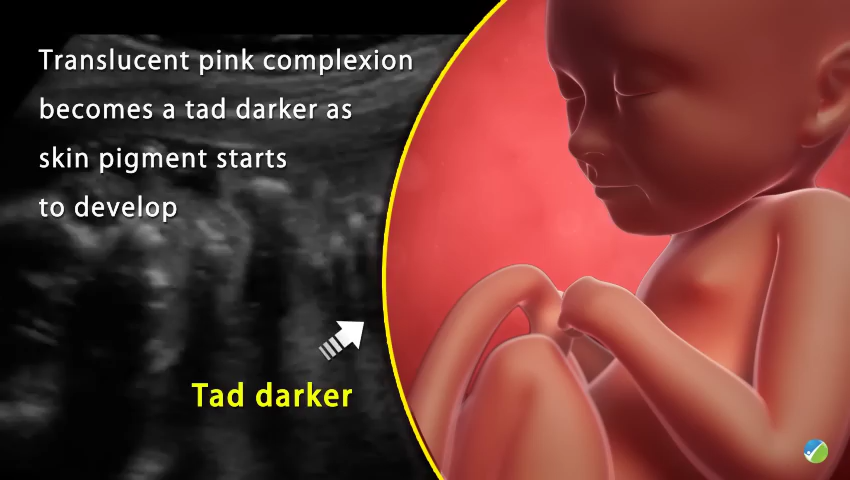 Translucent pink complexion
becomes a tad darker as
skin pigment starts
to develop
Tad darker